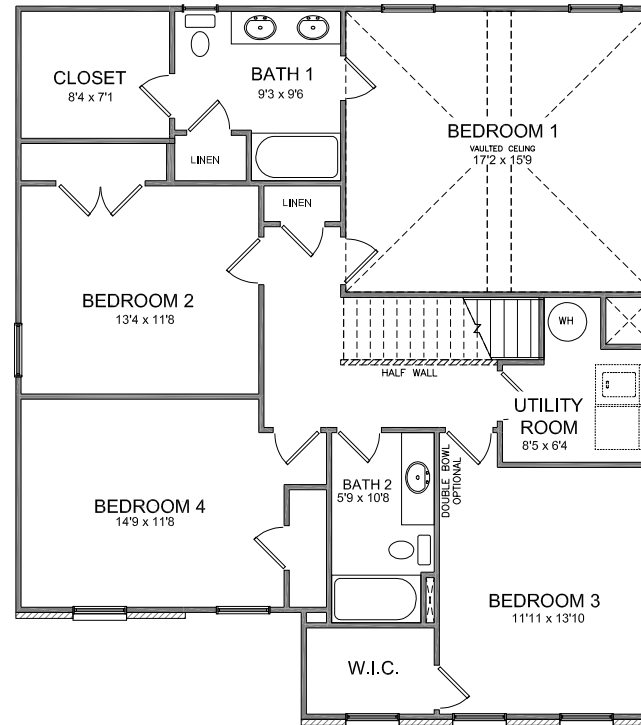 CLOSET
8'4 x 7'1
BATH 1
9'3 x 9'6
LINEN
BEDROOM 1
VAULTED CELING
17'2 x 15'9
LINEN
BEDROOM 2
13'4 x 11'8
WH
HALF WALL
UTILITY
ROOM
8'5 x 6'4
BATH 2
5'9 x 10'8
DOUBLE BOWL
OPTIONAL
BEDROOM 4
14'9 x 11'8
BEDROOM 3
11'11 x 13'10
W.I.C.